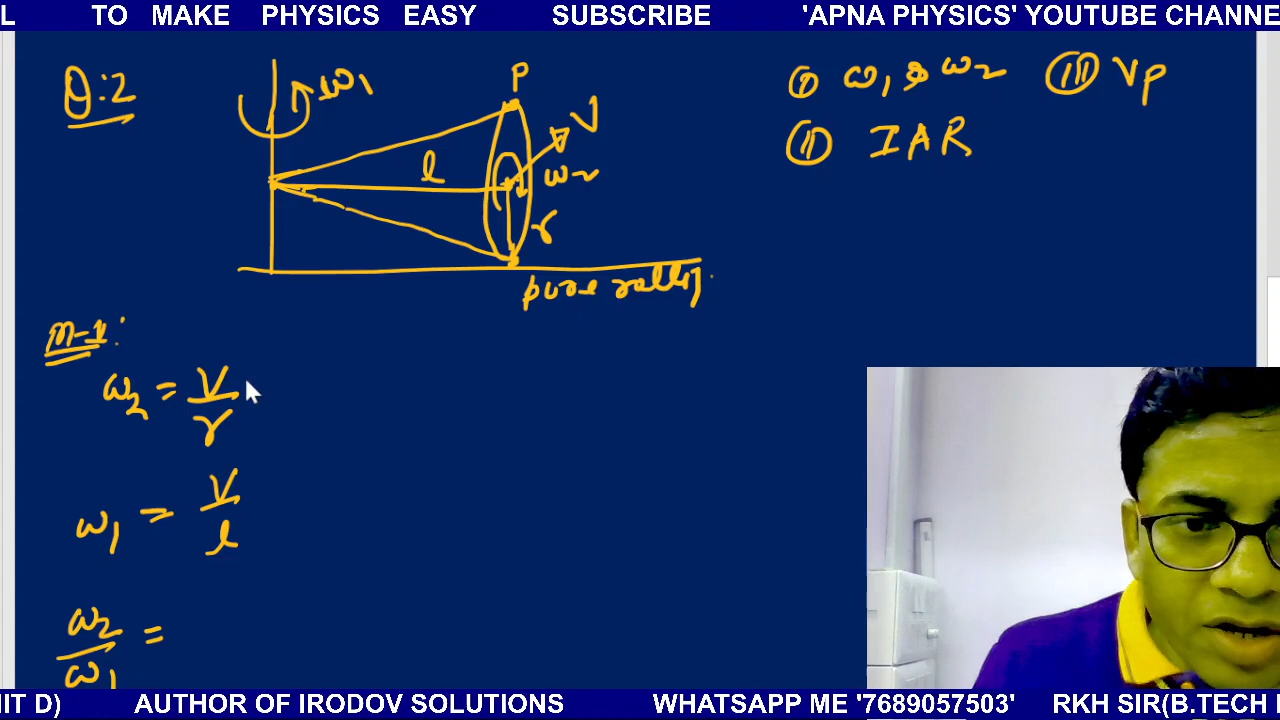 L TO MAKE PHYSICS EASY SUBSCRIBE 'APNA PHYSICS' YOUTUBE CHANNE
Q:2
ω1
P
l
V
ω2
r
pure rolling
(i) ω1 & ω2 (iii) VP
(ii) IAR
M-1:
ω2 = V/r
ω1 = V/l
ω2/ω1 =
IIT D) AUTHOR OF IRODOV SOLUTIONS WHATSAPP ME '7689057503' RKH SIR(B.TECH I